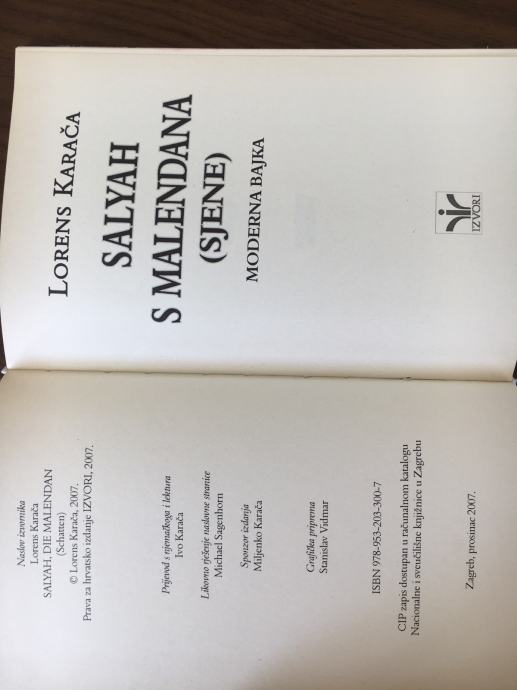 Naslov izvornika
Lorens Karača
SALYAH, DIE MALENDAN
(Schatten)
© Lorens Karača, 2007.
Prava za hrvatsko izdanje IZVORI, 2007.
Prijevod s njemačkoga i lektura
Ivo Karača
Likovno rješenje naslovne stranice
Michael Sagenhorn
Sponzor izdanja
Miljenko Karača
Grafička priprema
Stanislav Vidmar
ISBN 978-953-203-300-7
CIP zapis dostupan u računalnom katalogu
Nacionalne i sveučilišne knjižnice u Zagrebu
Zagreb, prosinac 2007.
LORENS KARAČA
SALYAH
S MALENDANA
(SJENE)
MODERNA BAJKA
IZVORI